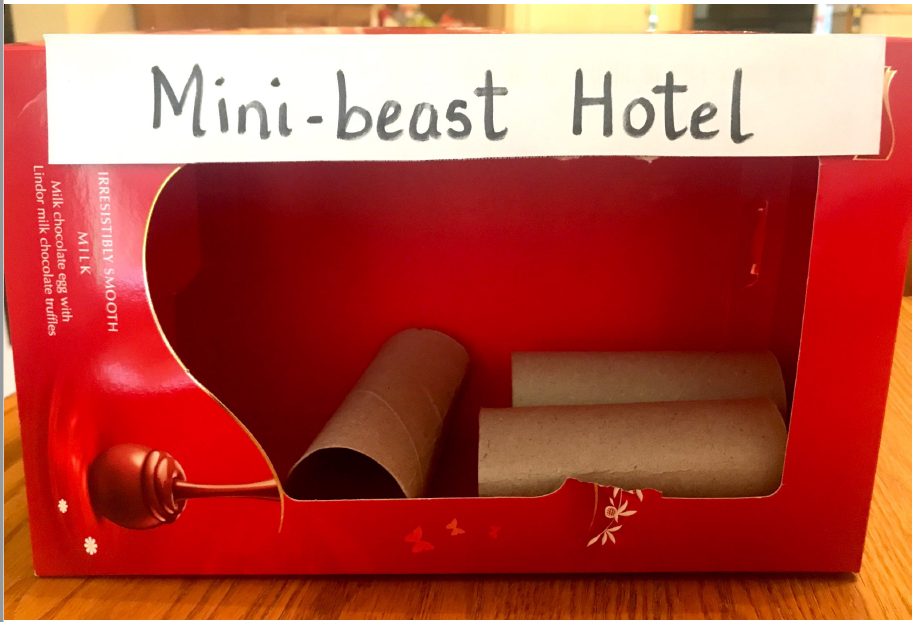 Mini-beast Hotel
IRRESISTIBLY SMOOTH
MILK
Milk chocolate egg with
Lindor milk chocolate truffles